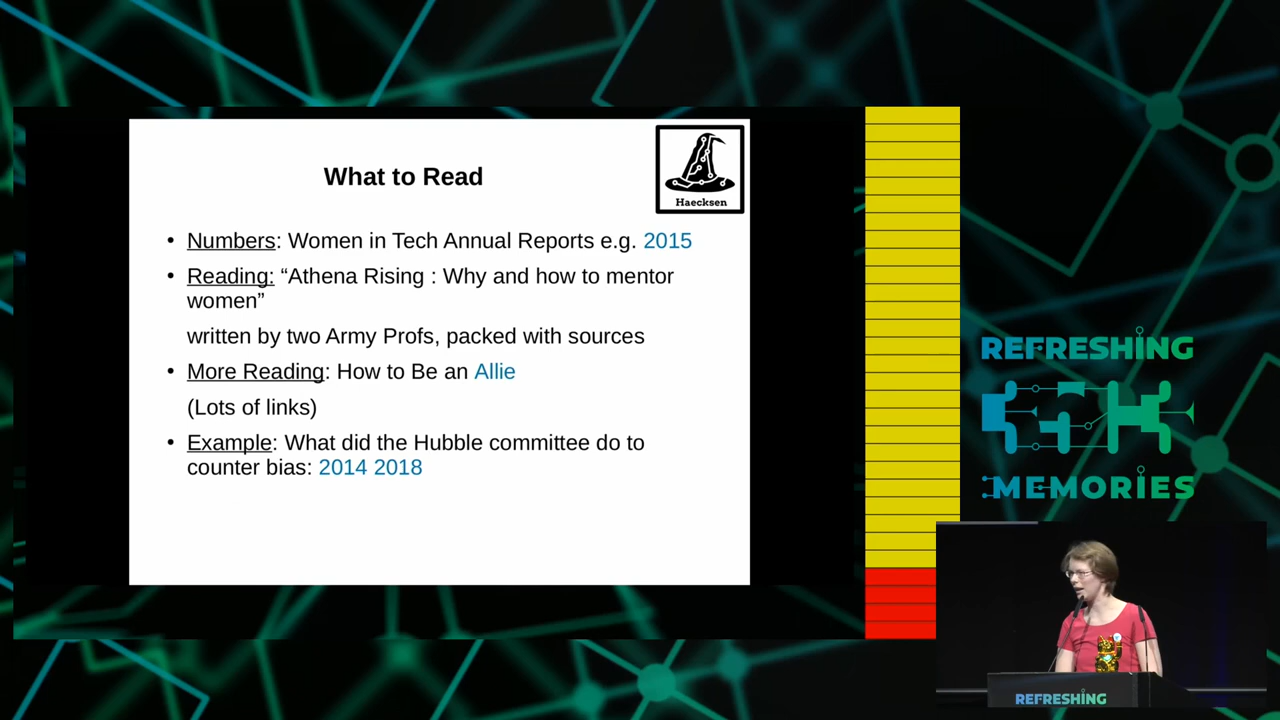 What to Read
Haecksen
• Numbers: Women in Tech Annual Reports e.g. 2015
• Reading: “Athena Rising : Why and how to mentor
women”
written by two Army Profs, packed with sources
• More Reading: How to Be an Allie
(Lots of links)
• Example: What did the Hubble committee do to
counter bias: 2014 2018
REFRESHING
MEMORIES
REFRESHING